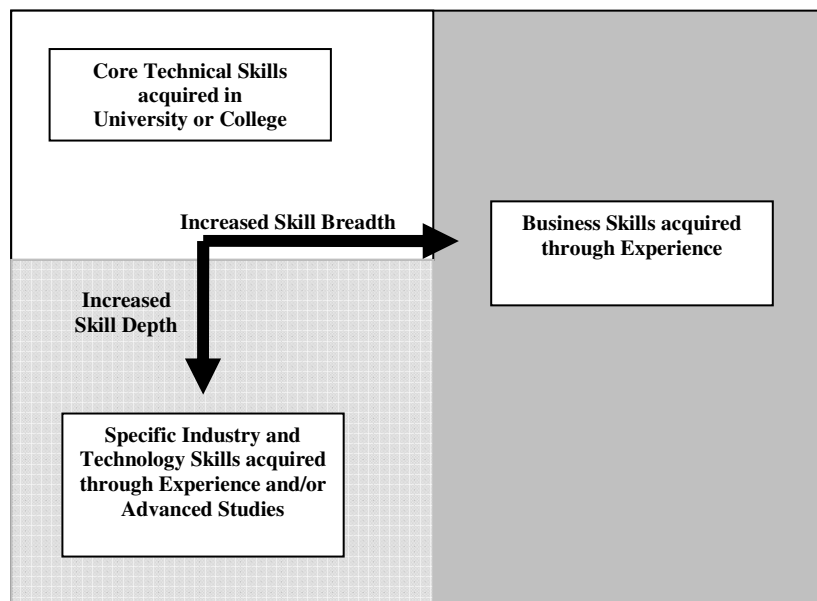 Core Technical Skills
acquired in
University or College
Increased Skill Breadth
Business Skills acquired
through Experience
Increased
Skill Depth
Specific Industry and
Technology Skills acquired
through Experience and/or
Advanced Studies